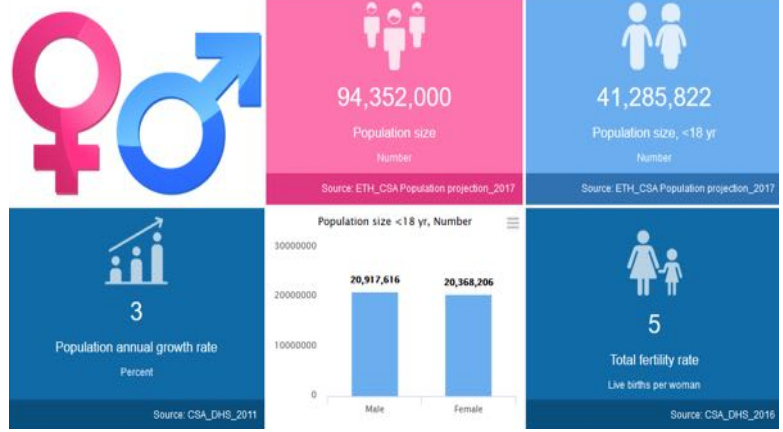 94,352,000
Population size
Number
Source: ETH_CSA Population projection_2017
41,285,822
Population size, <18 yr
Number
Source: ETH_CSA Population projection_2017
3
Population annual growth rate
Percent
Source: CSA_DHS_2011
Population size <18 yr, Number
30000000
20000000
10000000
0
20,917,616
20,368,206
Male
Female
5
Total fertility rate
Live births per woman
Source: CSA_DHS_2016